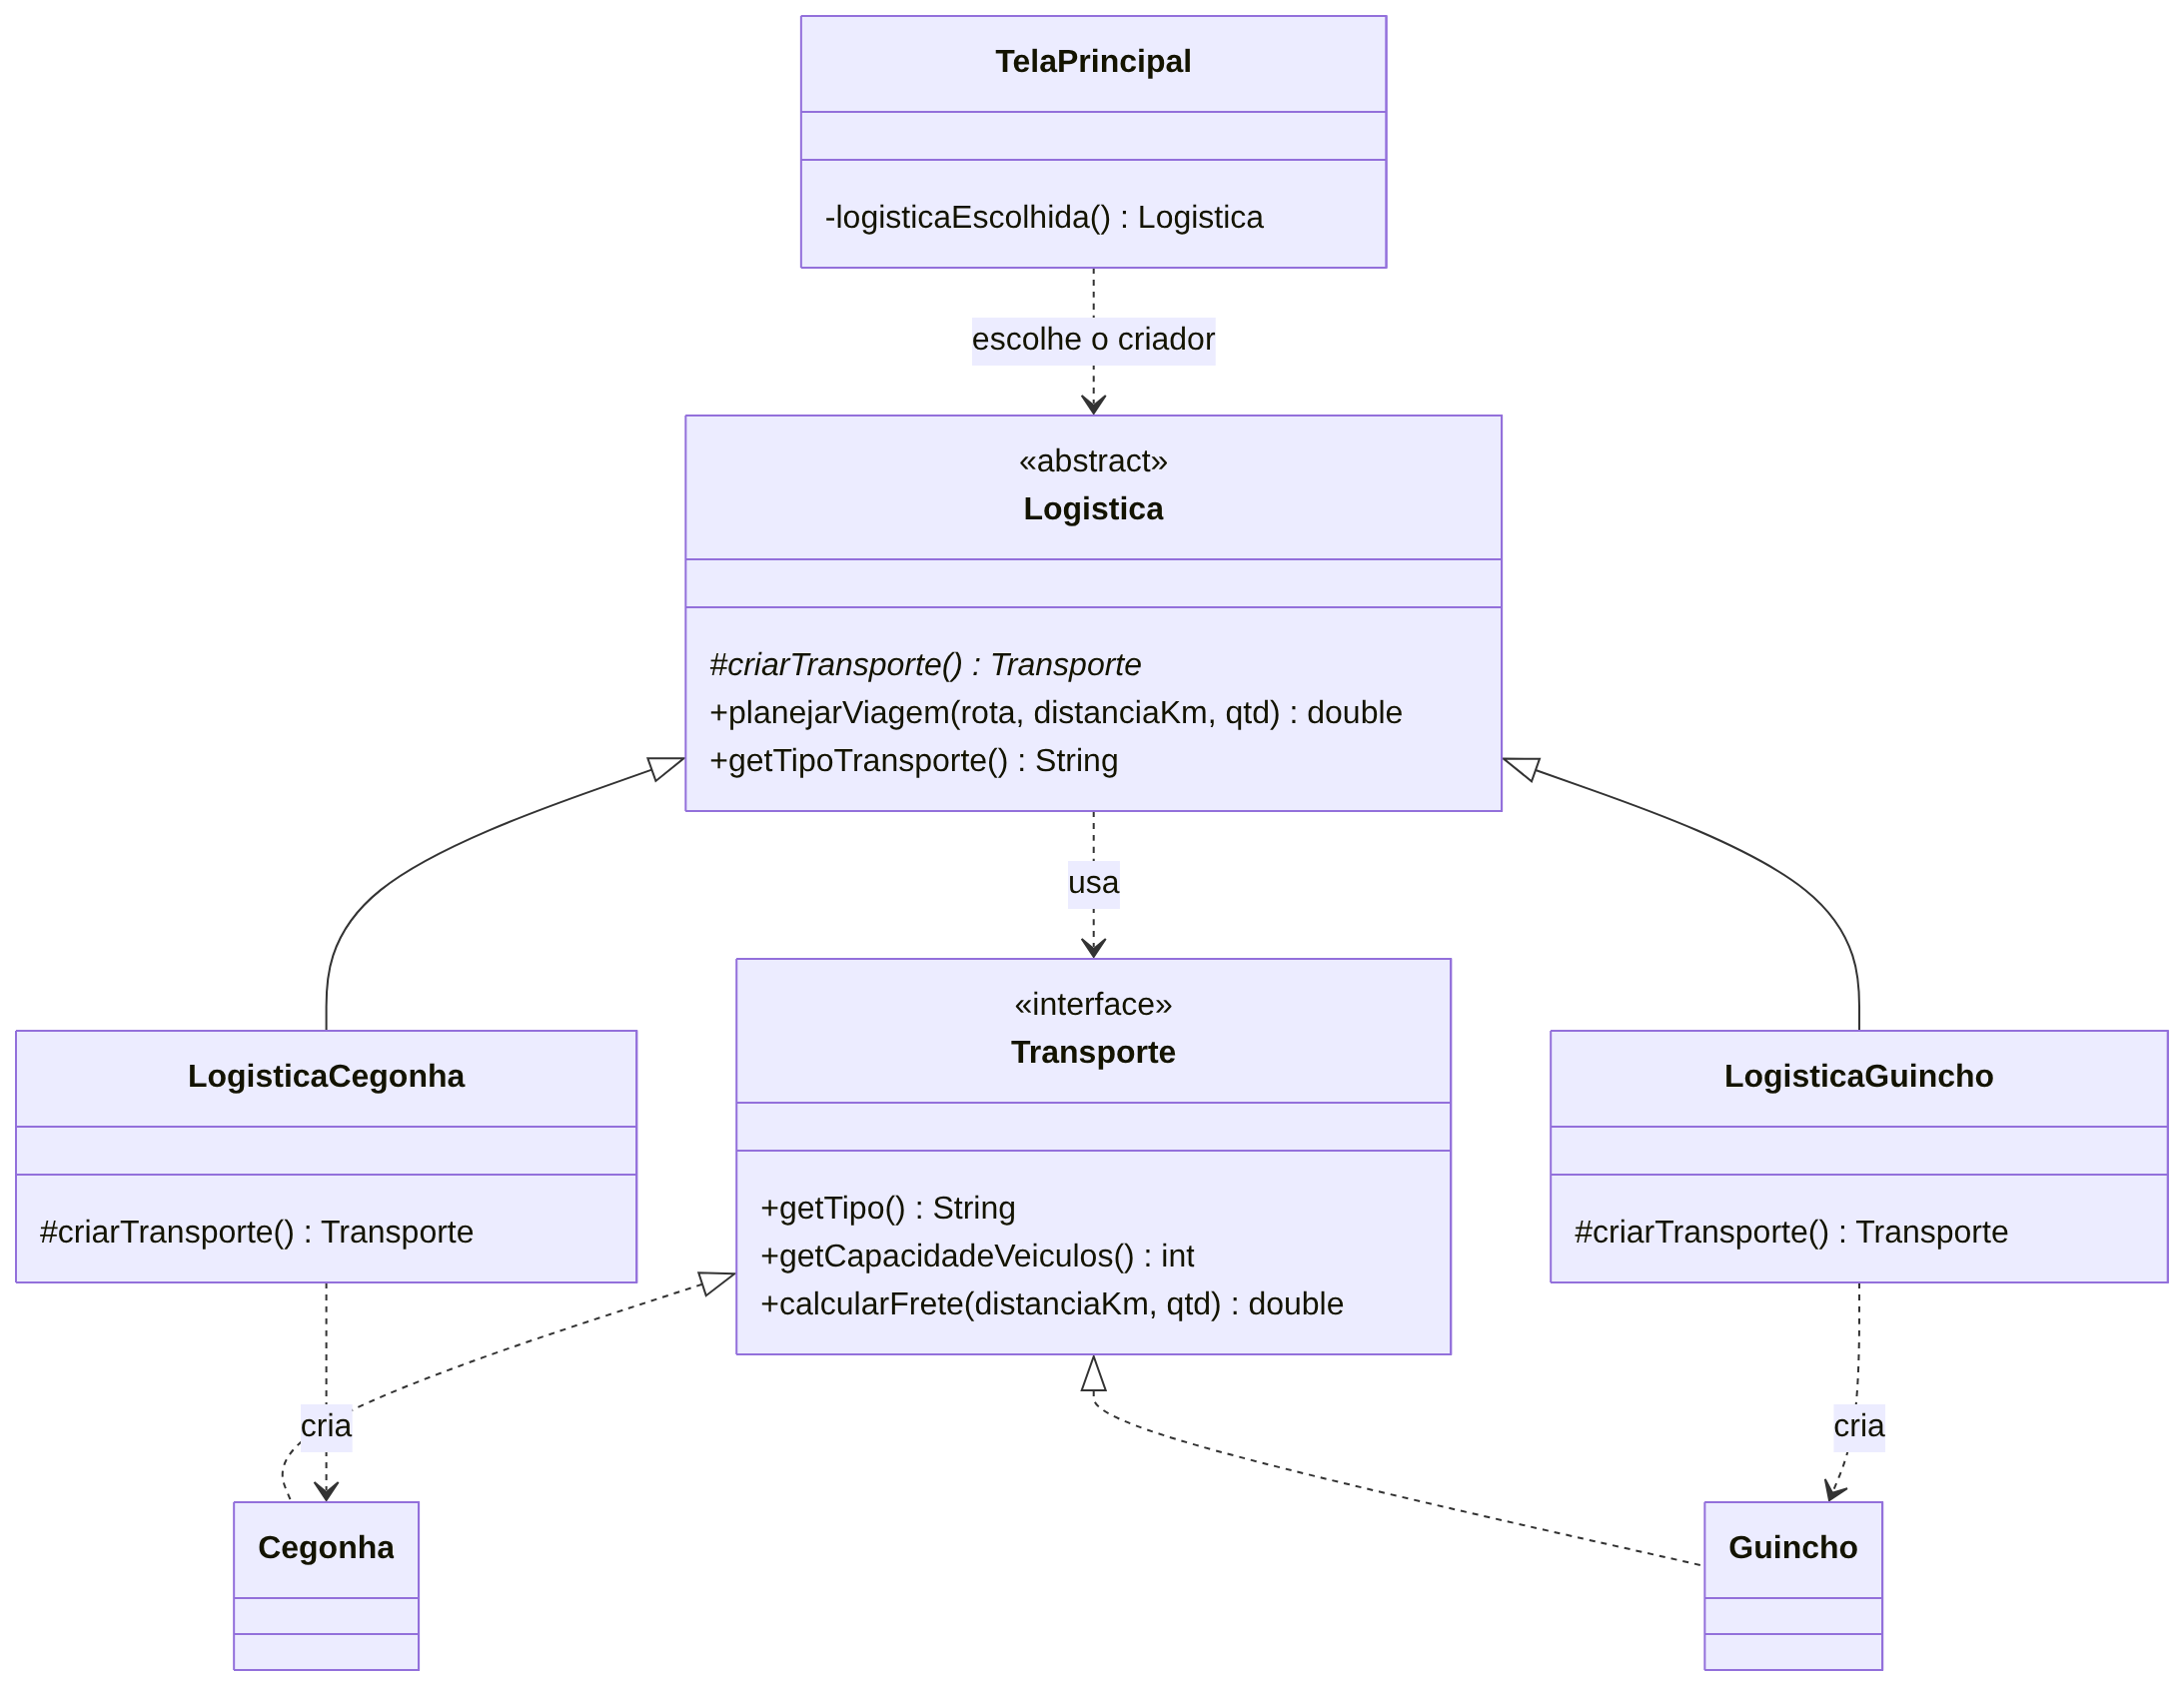 TelaPrincipal
-logisticaEscolhida() : Logistica
escolhe o criador
«abstract»
Logistica
#criarTransporte() : Transporte
+planejarViagem(rota, distanciaKm, qtd) : double
+getTipoTransporte() : String
usa
«interface»
Transporte
+getTipo() : String
+getCapacidadeVeiculos() : int
+calcularFrete(distanciaKm, qtd) : double
LogisticaCegonha
#criarTransporte() : Transporte
LogisticaGuincho
#criarTransporte() : Transporte
cria
cria
Cegonha
Guincho